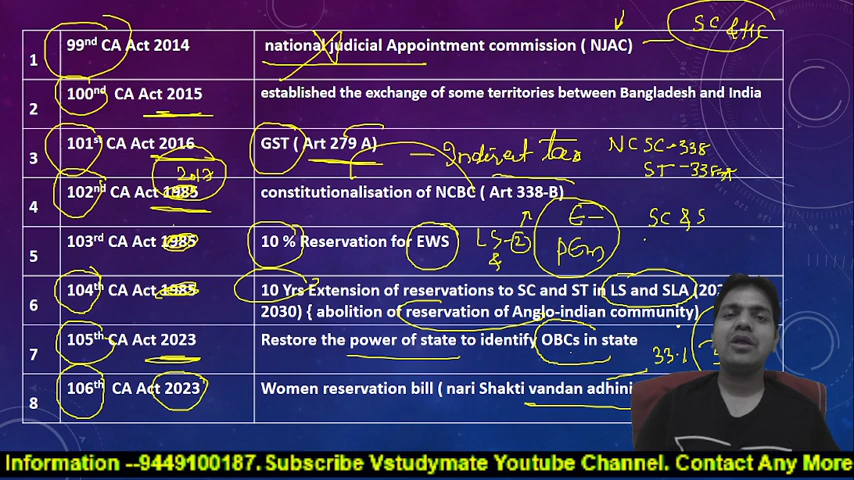 SC & HC
1 99nd CA Act 2014 national judicial Appointment commission ( NJAC)
2 100nd CA Act 2015 established the exchange of some territories between Bangladesh and India
3 101st CA Act 2016 GST ( Art 279 A) – Indirect tax NC SC - 338
ST - 338-A
2017
4 102nd CA Act 1985 constitutionalisation of NCBC ( Art 338-B)
SC & S
5 103rd CA Act 1985 10 % Reservation for EWS LS - 2
&
6 104th CA Act 1985 10 Yrs Extension of reservations to SC and ST in LS and SLA
2030) { abolition of reservation of Anglo-indian community)
7 105th CA Act 2023 Restore the power of state to identify OBCs in state
33.1
8 106th CA Act 2023 Women reservation bill ( nari Shakti vandan
Information --9449100187. Subscribe Vstudymate Youtube Channel. Contact Any More